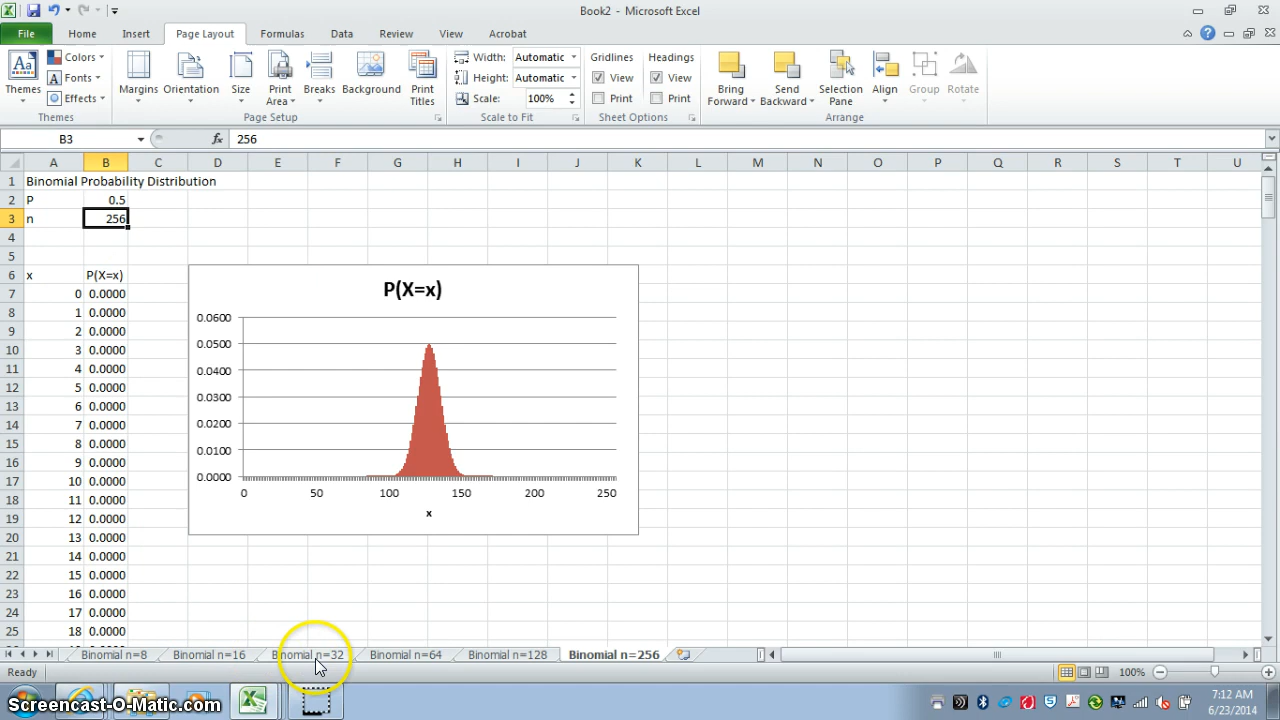 Book2 - Microsoft Excel
File Home Insert Page Layout Formulas Data Review View Acrobat
Themes
Colors
Fonts
Effects
Themes
Margins
Orientation
Size
Print Area
Breaks
Background
Print Titles
Page Setup
Width: Automatic
Height: Automatic
Scale: 100%
Scale to Fit
Gridlines
View
Print
Headings
View
Print
Sheet Options
Bring Forward
Send Backward
Selection Pane
Align
Group
Rotate
Arrange
B3
fx
256
A B C D E F G H I J K L M N O P Q R S T U
1 Binomial Probability Distribution
2 P 0.5
3 n 256
4
5
6 x P(X=x)
7 0 0.0000
8 1 0.0000
9 2 0.0000
10 3 0.0000
11 4 0.0000
12 5 0.0000
13 6 0.0000
14 7 0.0000
15 8 0.0000
16 9 0.0000
17 10 0.0000
18 11 0.0000
19 12 0.0000
20 13 0.0000
21 14 0.0000
22 15 0.0000
23 16 0.0000
24 17 0.0000
25 18 0.0000
P(X=x)
0.0600
0.0500
0.0400
0.0300
0.0200
0.0100
0.0000
0 50 100 150 200 250
x
Binomial n=8 Binomial n=16 Binomial n=32 Binomial n=64 Binomial n=128 Binomial n=256
Ready
100%
Screencast-O-Matic.com
7:12 AM
6/23/2014